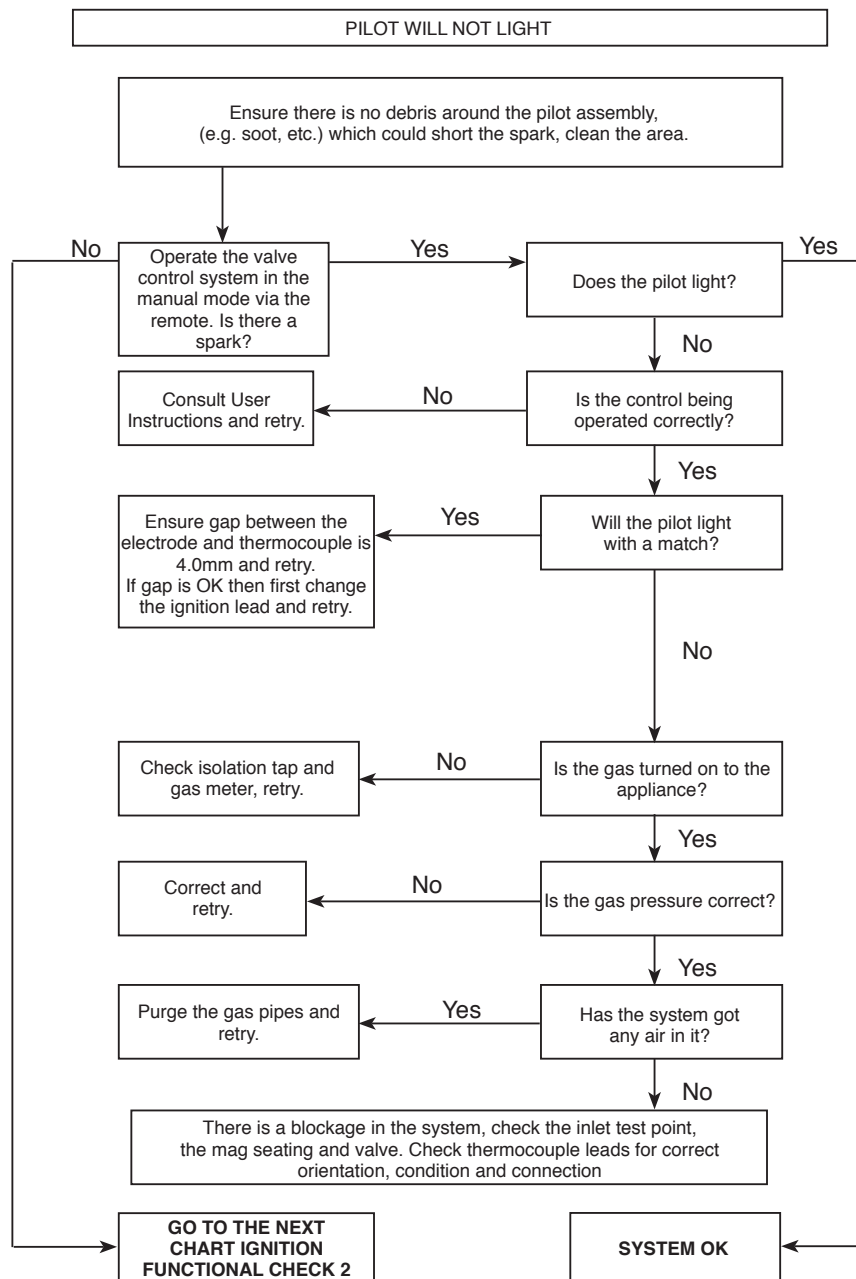 PILOT WILL NOT LIGHT
Ensure there is no debris around the pilot assembly,
(e.g. soot, etc.) which could short the spark, clean the area.
No
Operate the valve
control system in the
manual mode via the
remote. Is there a
spark?
Yes
Does the pilot light?
Yes
No
Consult User
Instructions and retry.
No
Is the control being
operated correctly?
Yes
Ensure gap between the
electrode and thermocouple is
4.0mm and retry.
If gap is OK then first change
the ignition lead and retry.
Yes
Will the pilot light
with a match?
No
Check isolation tap and
gas meter, retry.
No
Is the gas turned on to the
appliance?
Yes
Correct and
retry.
No
Is the gas pressure correct?
Yes
Purge the gas pipes and
retry.
Yes
Has the system got
any air in it?
No
There is a blockage in the system, check the inlet test point,
the mag seating and valve. Check thermocouple leads for correct
orientation, condition and connection
GO TO THE NEXT
CHART IGNITION
FUNCTIONAL CHECK 2
SYSTEM OK